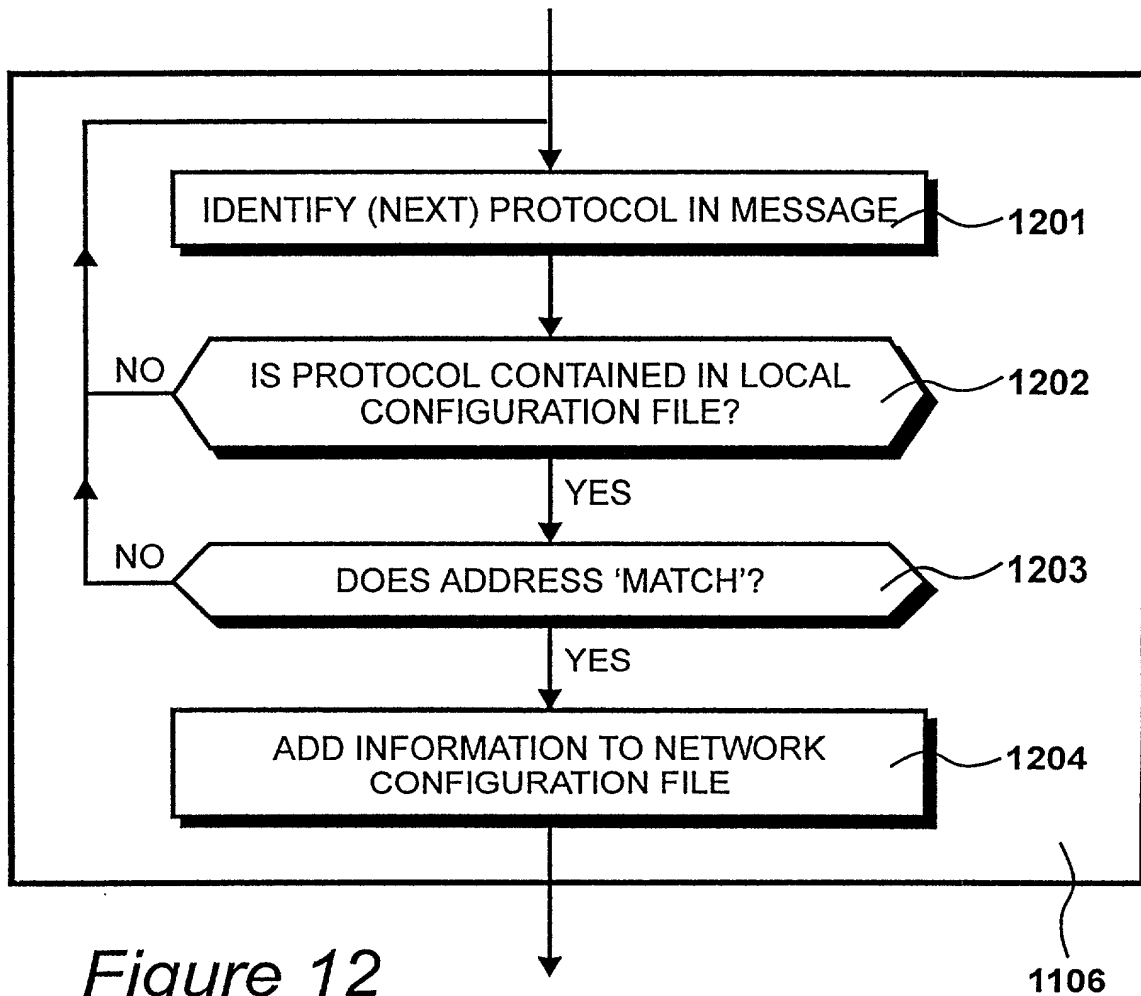 IDENTIFY (NEXT) PROTOCOL IN MESSAGE
1201
NO
IS PROTOCOL CONTAINED IN LOCAL
CONFIGURATION FILE?
1202
YES
NO
DOES ADDRESS ‘MATCH’?
1203
YES
ADD INFORMATION TO NETWORK
CONFIGURATION FILE
1204
Figure 12
1106